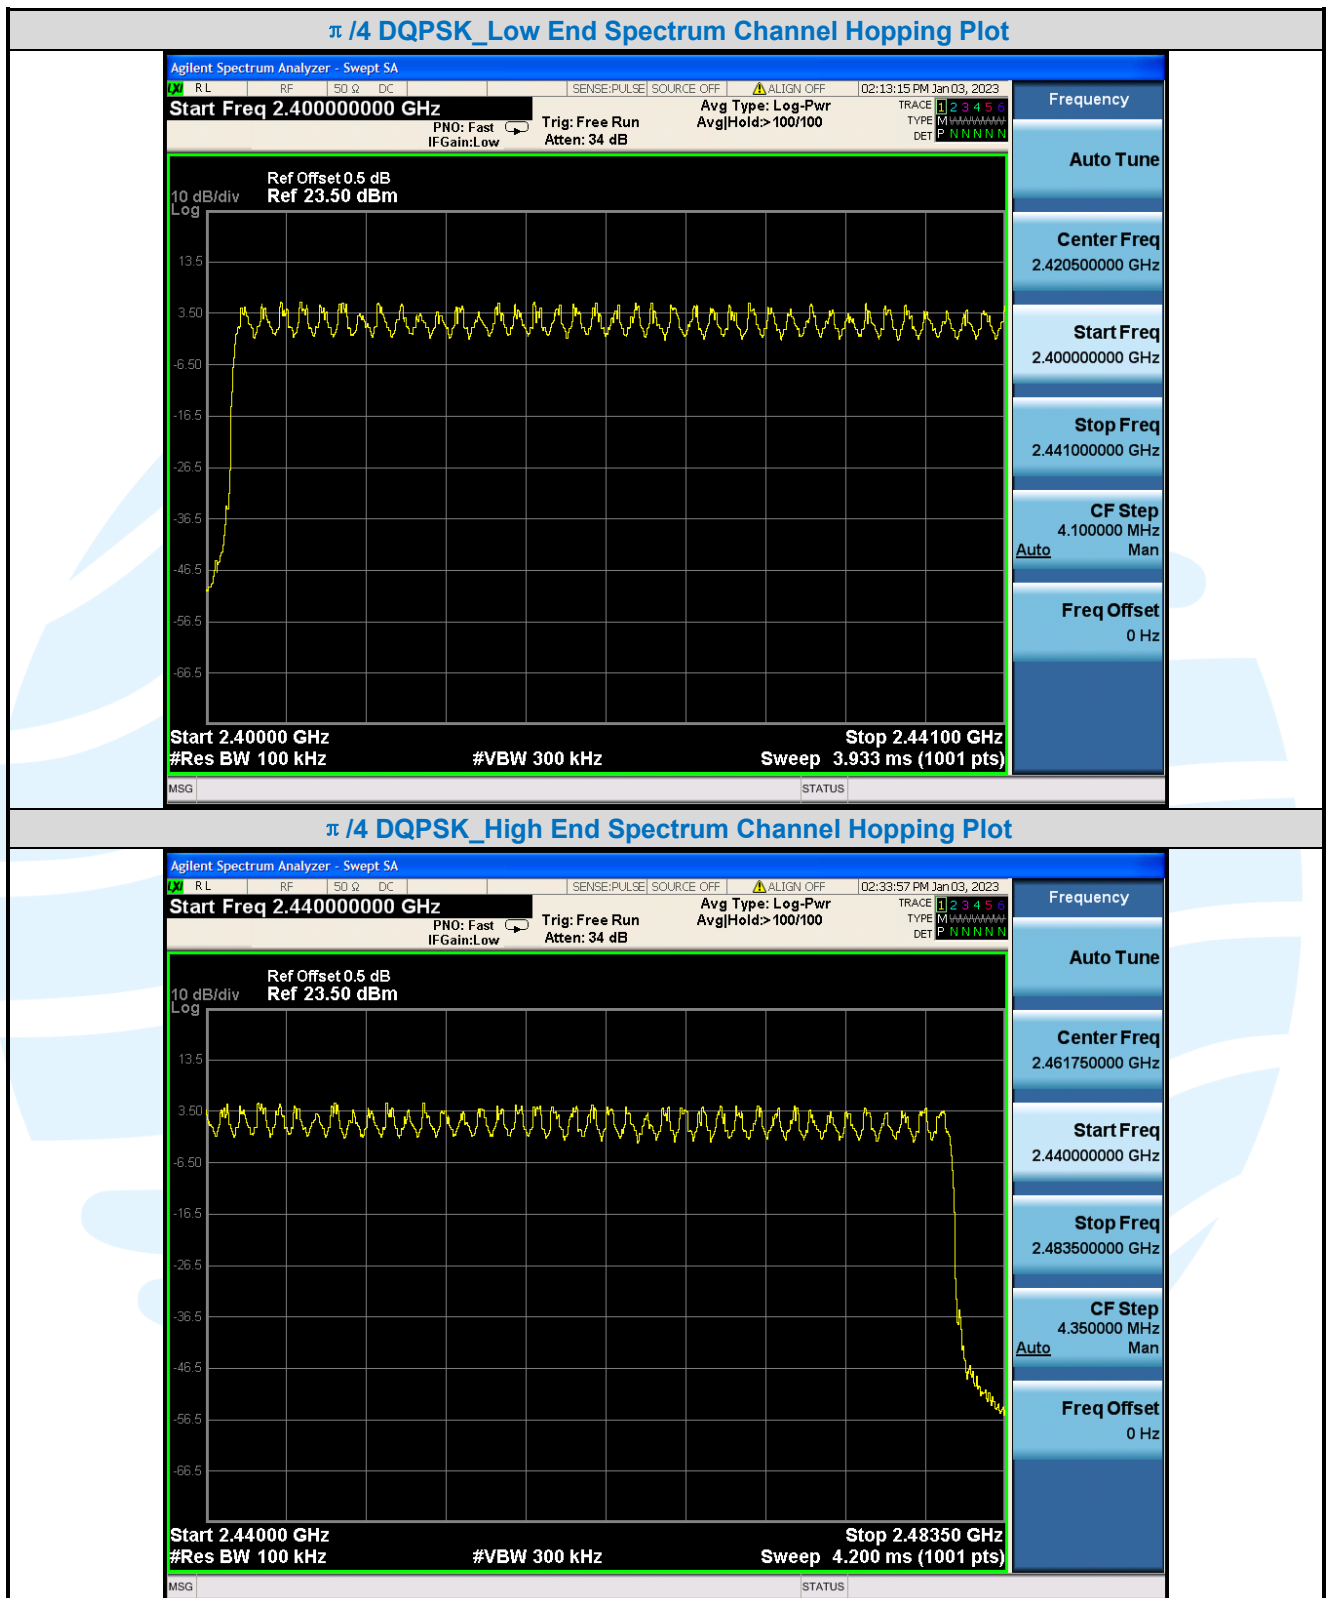 π /4 DQPSK_Low End Spectrum Channel Hopping Plot
Agilent Spectrum Analyzer - Swept SA
LXI RL RF 50 Ω DC SENSE:PULSE SOURCE OFF ALIGN OFF 02:13:15 PM Jan 03, 2023
Start Freq 2.400000000 GHz
Avg Type: Log-Pwr
TRACE 1 2 3 4 5 6
PNO: Fast
Trig: Free Run
Avg|Hold:> 100/100
TYPE M WWWWW
IFGain:Low
Atten: 34 dB
DET P N N N N N
Ref Offset 0.5 dB
10 dB/div Ref 23.50 dBm
Log
13.5
3.50
-6.50
-16.5
-26.5
-36.5
-46.5
-56.5
-66.5
Start 2.40000 GHz Stop 2.44100 GHz
#Res BW 100 kHz #VBW 300 kHz Sweep 3.933 ms (1001 pts)
MSG STATUS
Frequency
Auto Tune
Center Freq
2.420500000 GHz
Start Freq
2.400000000 GHz
Stop Freq
2.441000000 GHz
CF Step
4.100000 MHz
Auto Man
Freq Offset
0 Hz
π /4 DQPSK_High End Spectrum Channel Hopping Plot
Agilent Spectrum Analyzer - Swept SA
LXI RL RF 50 Ω DC SENSE:PULSE SOURCE OFF ALIGN OFF 02:33:57 PM Jan 03, 2023
Start Freq 2.440000000 GHz
Avg Type: Log-Pwr
TRACE 1 2 3 4 5 6
PNO: Fast
Trig: Free Run
Avg|Hold:> 100/100
TYPE M WWWWW
IFGain:Low
Atten: 34 dB
DET P N N N N N
Ref Offset 0.5 dB
10 dB/div Ref 23.50 dBm
Log
13.5
3.50
-6.50
-16.5
-26.5
-36.5
-46.5
-56.5
-66.5
Start 2.44000 GHz Stop 2.48350 GHz
#Res BW 100 kHz #VBW 300 kHz Sweep 4.200 ms (1001 pts)
MSG STATUS
Frequency
Auto Tune
Center Freq
2.461750000 GHz
Start Freq
2.440000000 GHz
Stop Freq
2.483500000 GHz
CF Step
4.350000 MHz
Auto Man
Freq Offset
0 Hz